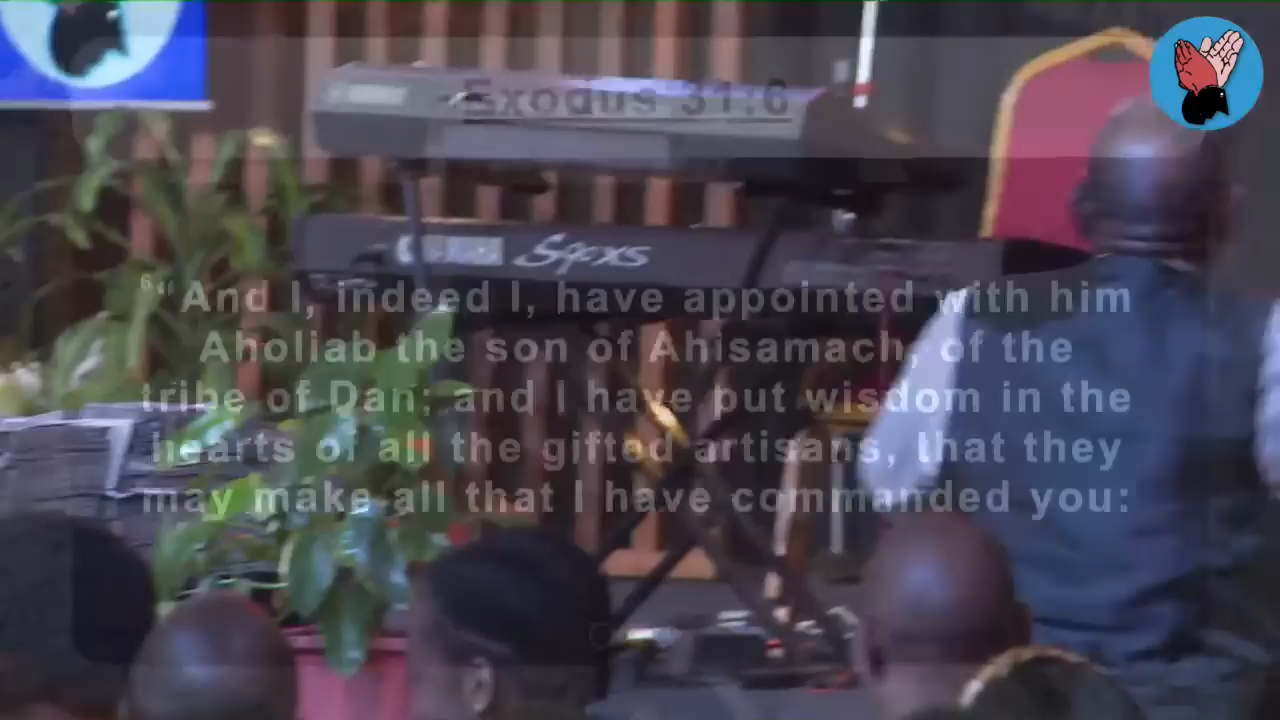 Exodus 31:6
6“And I, indeed I, have appointed with him
Aholiab the son of Ahisamach, of the
tribe of Dan; and I have put wisdom in the
hearts of all the gifted artisans, that they
may make all that I have commanded you: